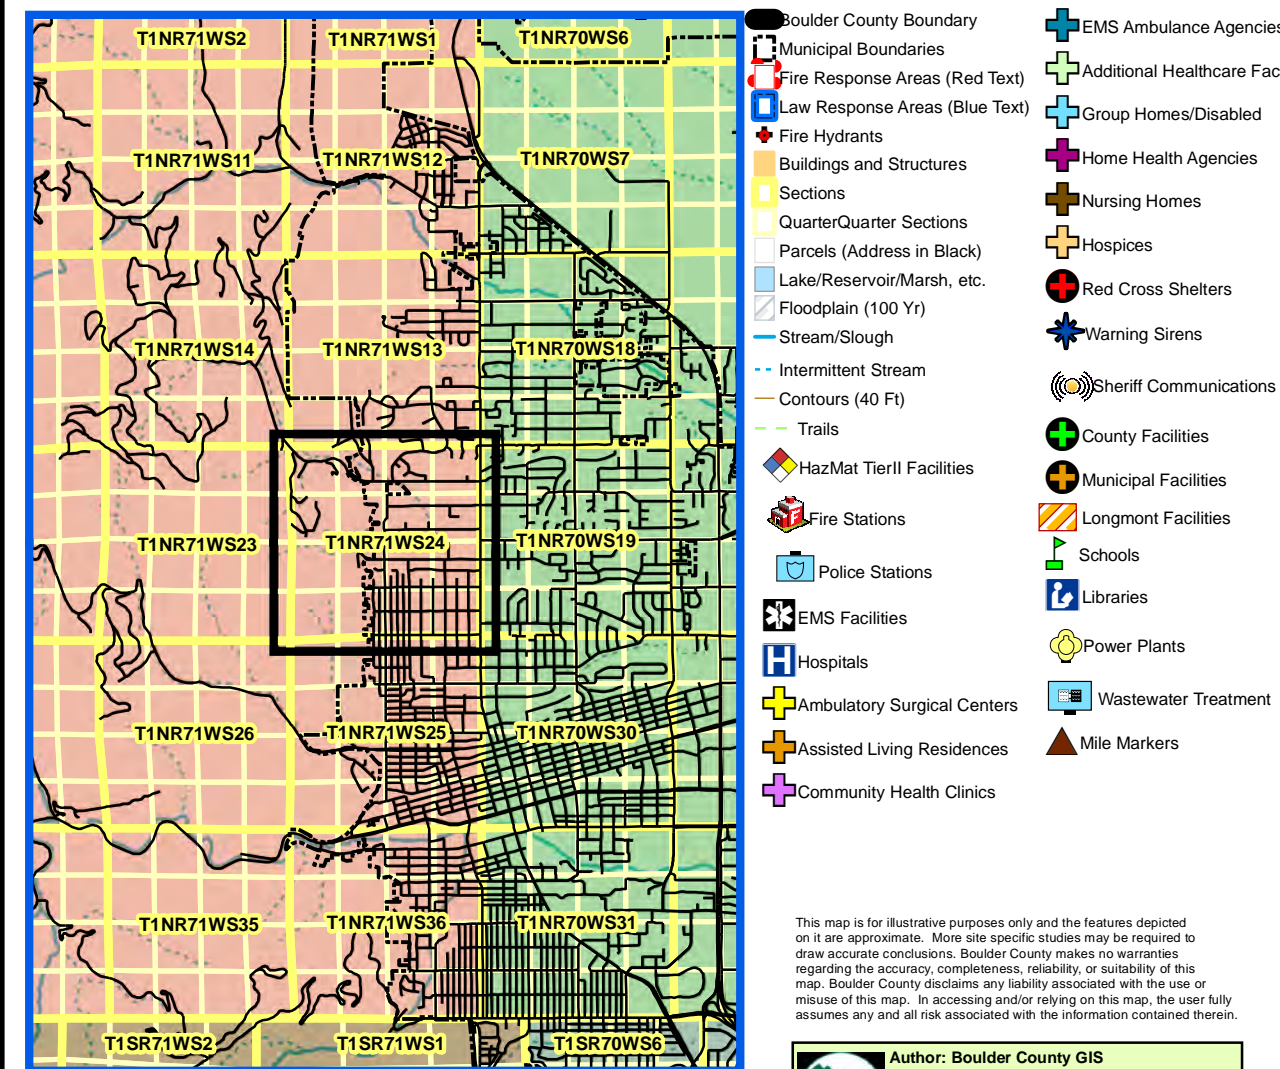 T1NR71WS2
T1NR71WS1
T1NR70WS6
T1NR71WS11
T1NR71WS12
T1NR70WS7
T1NR71WS14
T1NR71WS13
T1NR70WS18
T1NR71WS23
T1NR71WS24
T1NR70WS19
T1NR71WS26
T1NR71WS25
T1NR70WS30
T1NR71WS35
T1NR71WS36
T1NR70WS31
T1SR71WS2
T1SR71WS1
T1SR70WS6
Boulder County Boundary
Municipal Boundaries
Fire Response Areas (Red Text)
Law Response Areas (Blue Text)
Fire Hydrants
Buildings and Structures
Sections
QuarterQuarter Sections
Parcels (Address in Black)
Lake/Reservoir/Marsh, etc.
Floodplain (100 Yr)
Stream/Slough
Intermittent Stream
Contours (40 Ft)
Trails
HazMat TierII Facilities
Fire Stations
Police Stations
EMS Facilities
H Hospitals
Ambulatory Surgical Centers
Assisted Living Residences
Community Health Clinics
EMS Ambulance Agencies
Additional Healthcare Fac
Group Homes/Disabled
Home Health Agencies
Nursing Homes
Hospices
Red Cross Shelters
Warning Sirens
Sheriff Communications
County Facilities
Municipal Facilities
Longmont Facilities
Schools
Libraries
Power Plants
Wastewater Treatment
Mile Markers
This map is for illustrative purposes only and the features depicted
on it are approximate. More site specific studies may be required to
draw accurate conclusions. Boulder County makes no warranties
regarding the accuracy, completeness, reliability, or suitability of this
map. Boulder County disclaims any liability associated with the use or
misuse of this map. In accessing and/or relying on this map, the user fully
assumes any and all risk associated with the information contained therein.
Author: Boulder County GIS